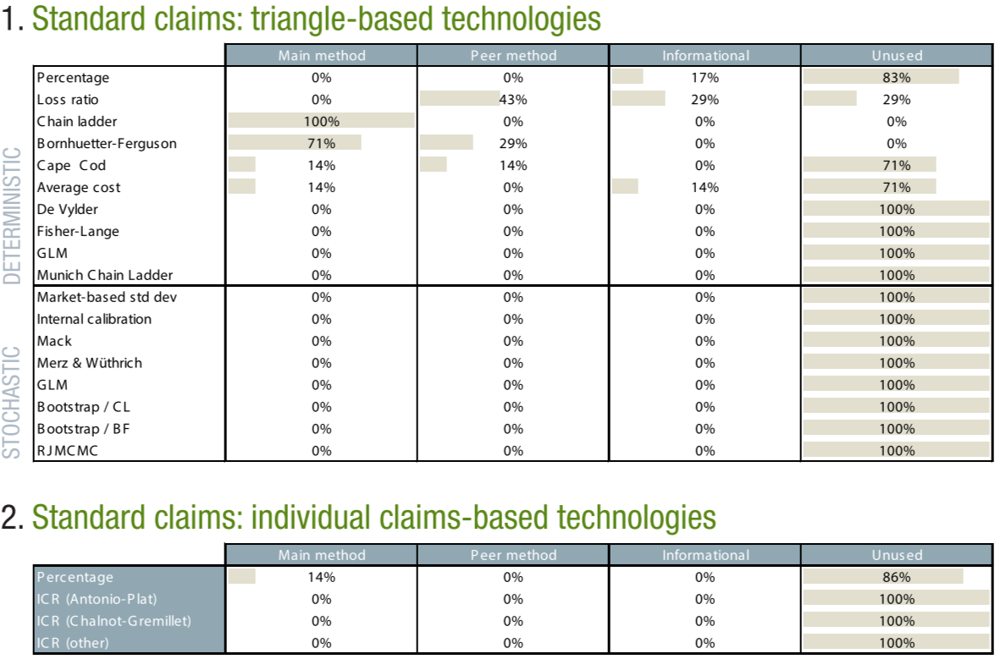 1. Standard claims: triangle-based technologies
Main method Peer method Informational Unused
DETERMINISTIC
Percentage 0% 0% 17% 83%
Loss ratio 0% 43% 29% 29%
Chain ladder 100% 0% 0% 0%
Bornhuetter-Ferguson 71% 29% 0% 0%
Cape Cod 14% 14% 0% 71%
Average cost 14% 0% 14% 71%
De Vylder 0% 0% 0% 100%
Fisher-Lange 0% 0% 0% 100%
GLM 0% 0% 0% 100%
Munich Chain Ladder 0% 0% 0% 100%
STOCHASTIC
Market-based std dev 0% 0% 0% 100%
Internal calibration 0% 0% 0% 100%
Mack 0% 0% 0% 100%
Merz & Wüthrich 0% 0% 0% 100%
GLM 0% 0% 0% 100%
Bootstrap / CL 0% 0% 0% 100%
Bootstrap / BF 0% 0% 0% 100%
RJMCMC 0% 0% 0% 100%
2. Standard claims: individual claims-based technologies
Main method Peer method Informational Unused
Percentage 14% 0% 0% 86%
ICR (Antonio-Plat) 0% 0% 0% 100%
ICR (Chalnot-Gremillet) 0% 0% 0% 100%
ICR (other) 0% 0% 0% 100%